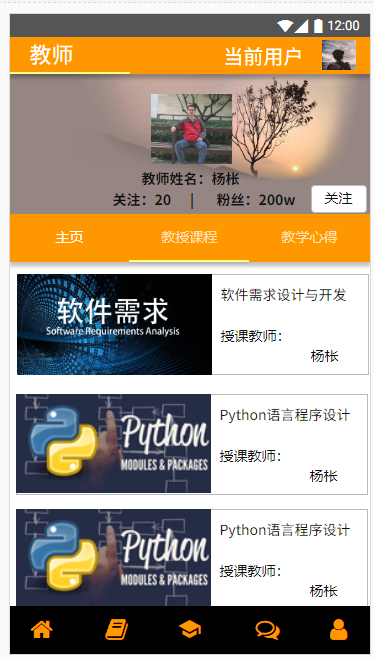 12:00
教师
当前用户
教师姓名：杨枨
关注：20 | 粉丝：200w
关注
主页
教授课程
教学心得
软件需求
Software Requirements Analysis
软件需求设计与开发
授课教师：
杨枨
Python
MODULES & PACKAGES
Python语言程序设计
授课教师：
杨枨
Python
MODULES & PACKAGES
Python语言程序设计
授课教师：
杨枨